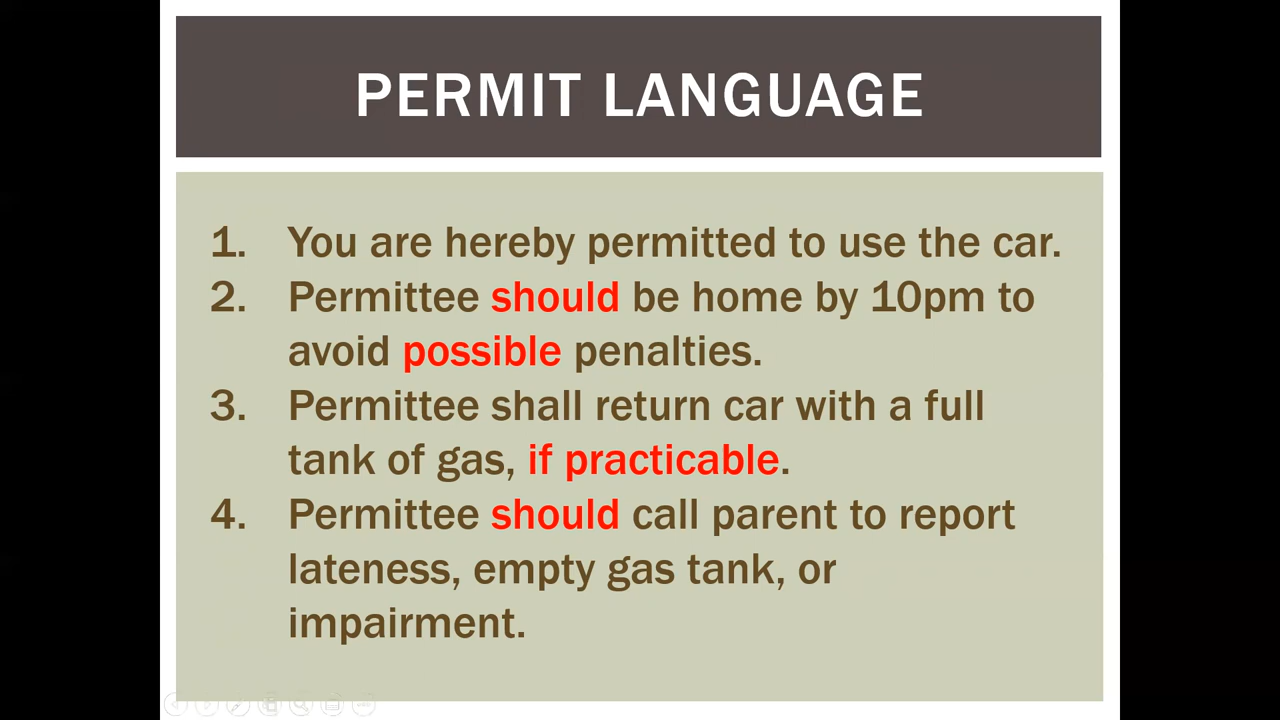 PERMIT LANGUAGE
1. You are hereby permitted to use the car.
2. Permittee should be home by 10pm to
avoid possible penalties.
3. Permittee shall return car with a full
tank of gas, if practicable.
4. Permittee should call parent to report
lateness, empty gas tank, or
impairment.